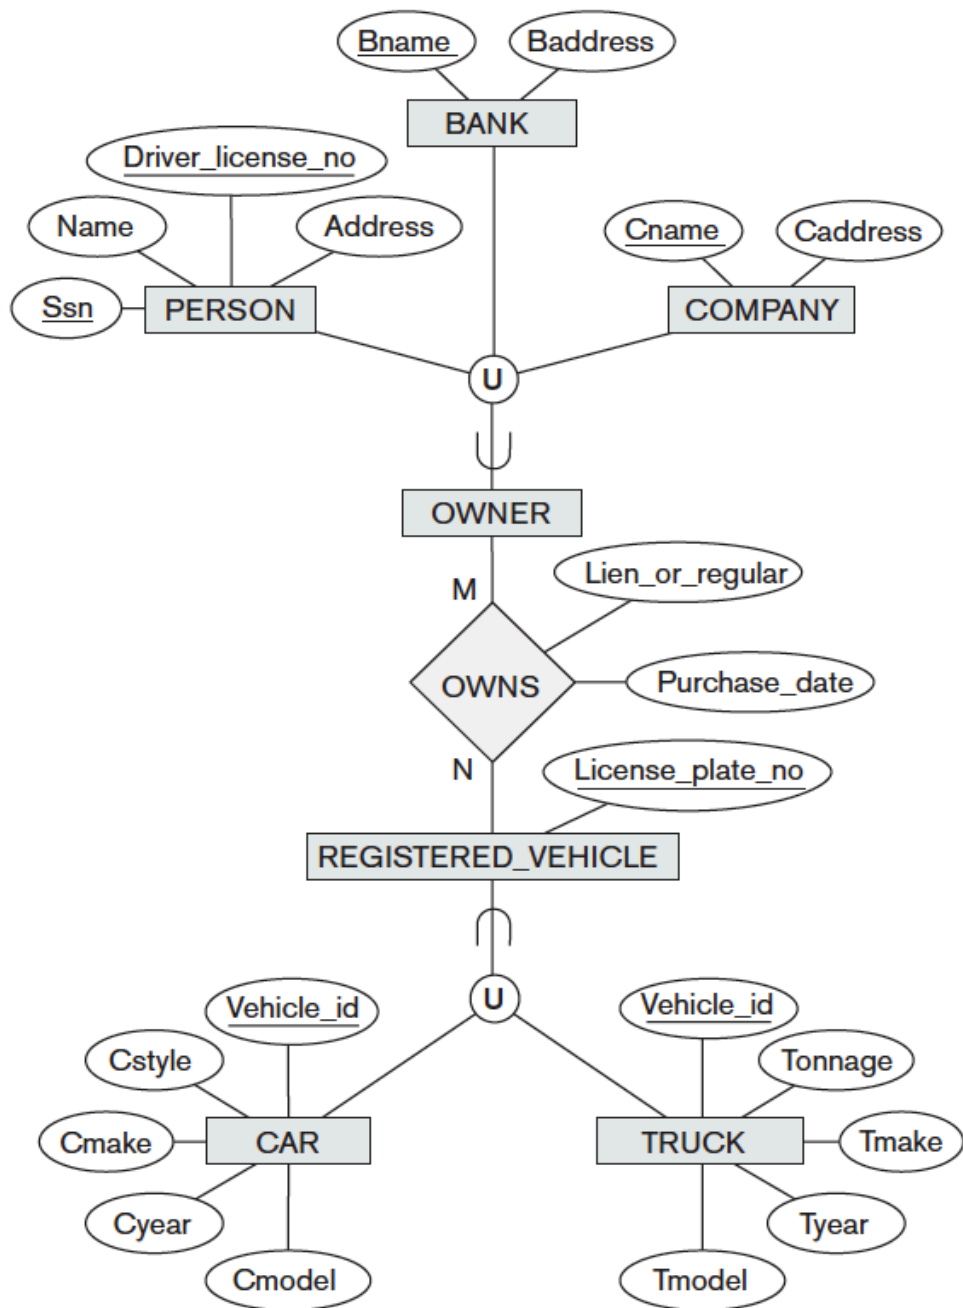 Bname
Baddress
BANK
Driver_license_no
Name
Address
Cname
Caddress
Ssn
PERSON
COMPANY
U
OWNER
M
Lien_or_regular
OWNS
Purchase_date
N
License_plate_no
REGISTERED_VEHICLE
U
Vehicle_id
Vehicle_id
Cstyle
Tonnage
Cmake
CAR
TRUCK
Tmake
Cyear
Tyear
Cmodel
Tmodel